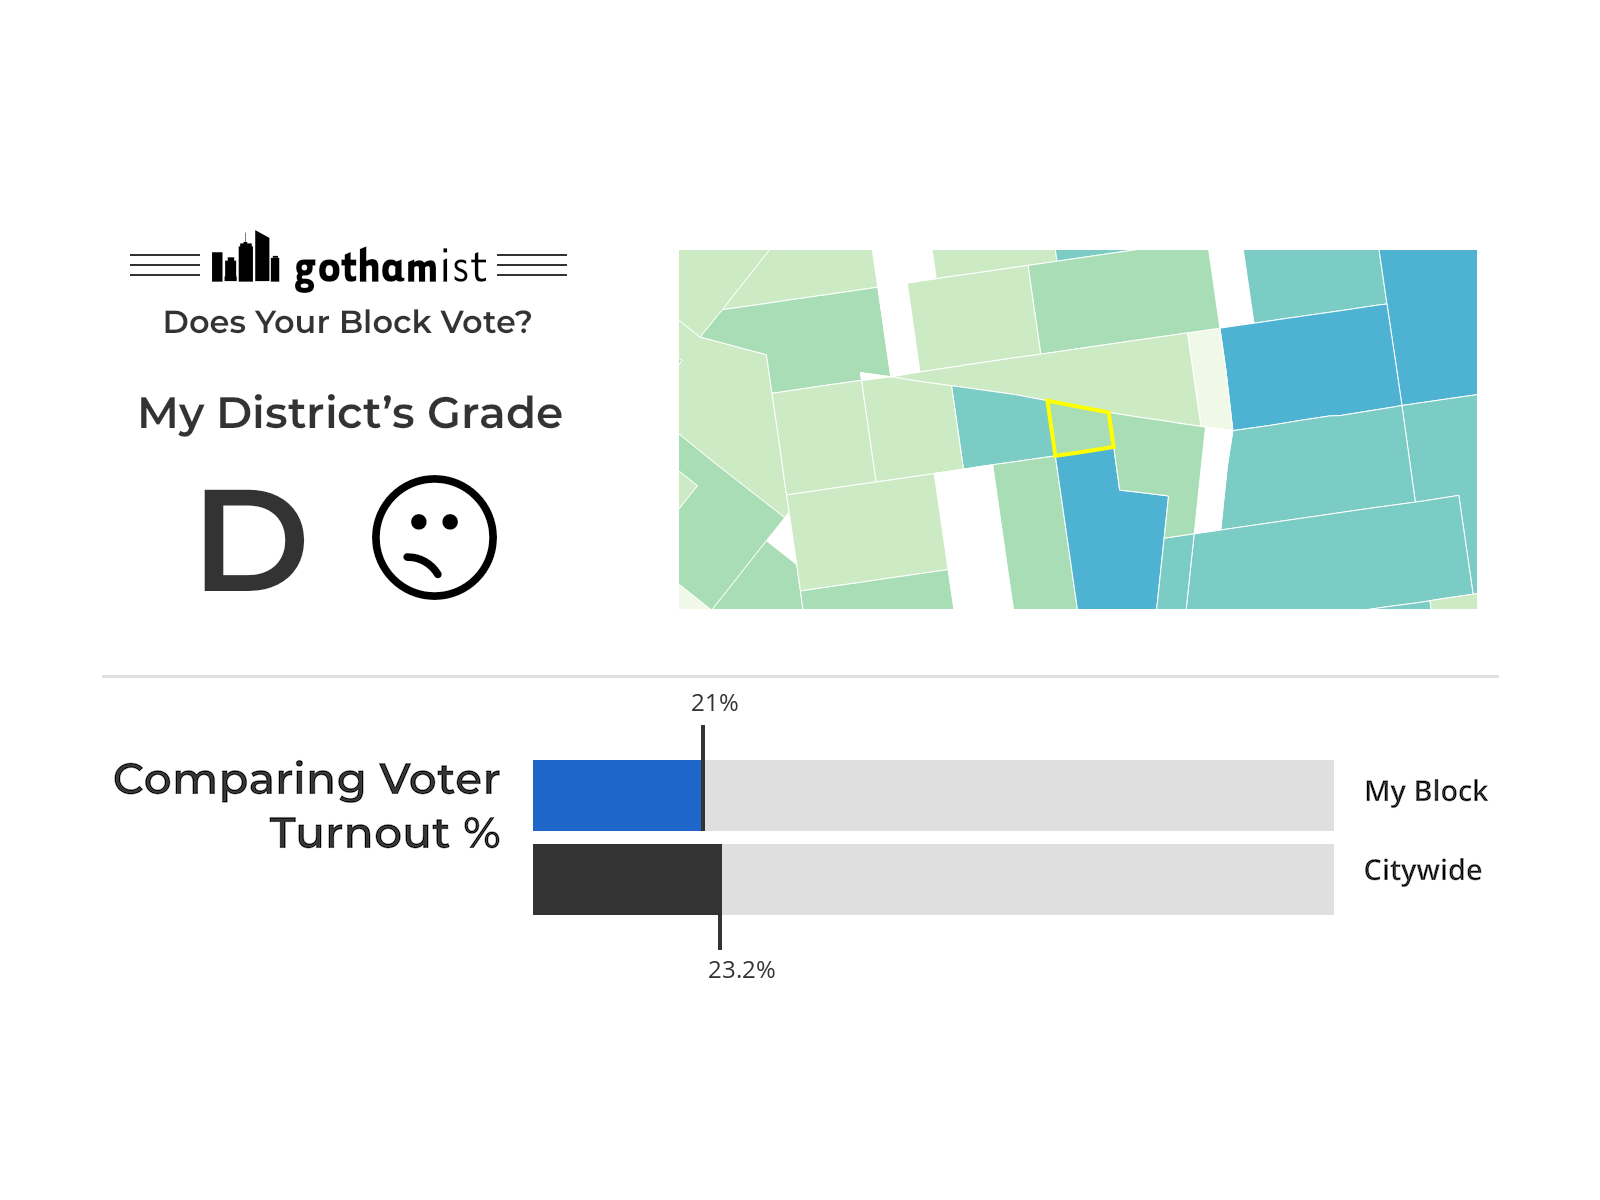 gothamist
Does Your Block Vote?
My District’s Grade
D
21%
Comparing Voter
Turnout %
My Block
Citywide
23.2%